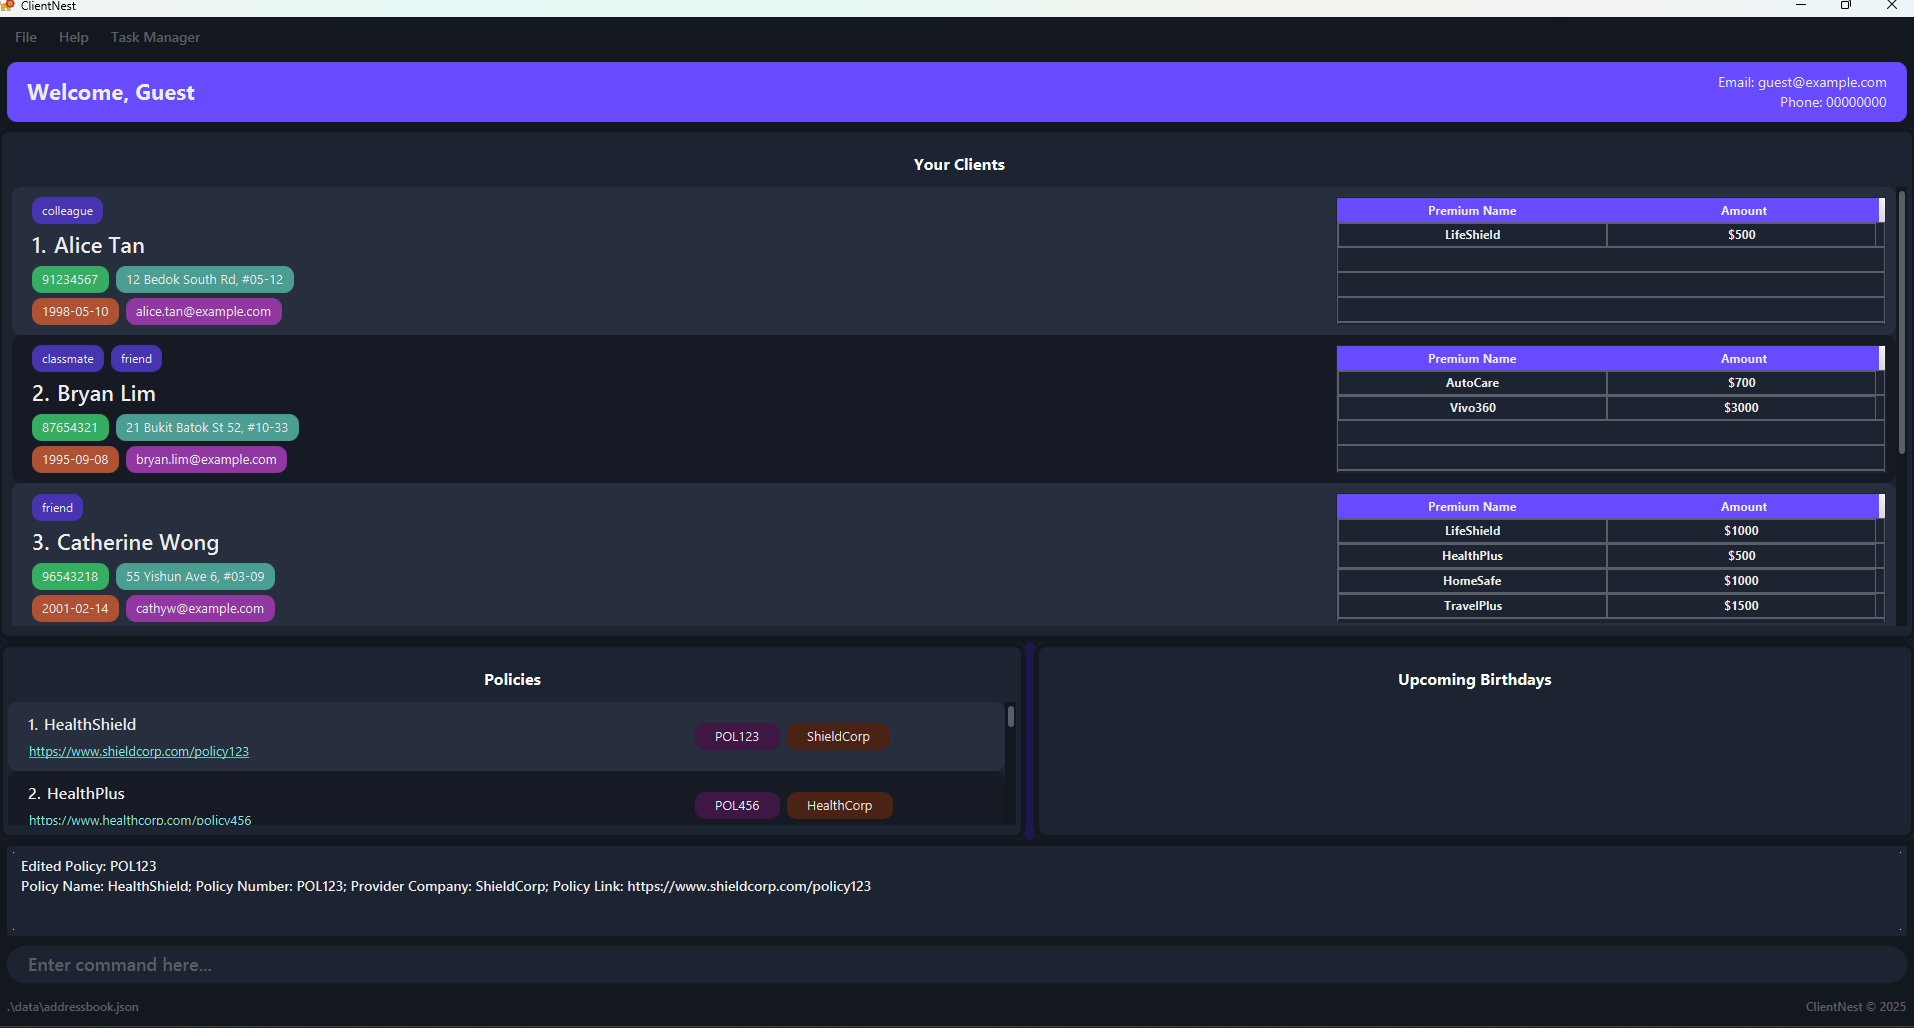 ClientNest
File Help Task Manager
Welcome, Guest
Email: guest@example.com
Phone: 00000000
Your Clients
colleague
1. Alice Tan
91234567 12 Bedok South Rd, #05-12
1998-05-10 alice.tan@example.com
Premium Name Amount
LifeShield $500
classmate friend
2. Bryan Lim
87654321 21 Bukit Batok St 52, #10-33
1995-09-08 bryan.lim@example.com
Premium Name Amount
AutoCare $700
Vivo360 $3000
friend
3. Catherine Wong
96543218 55 Yishun Ave 6, #03-09
2001-02-14 cathyw@example.com
Premium Name Amount
LifeShield $1000
HealthPlus $500
HomeSafe $1000
TravelPlus $1500
Policies
1. HealthShield
https://www.shieldcorp.com/policy123
POL123 ShieldCorp
2. HealthPlus
https://www.healthcorp.com/policy456
POL456 HealthCorp
Upcoming Birthdays
Edited Policy: POL123
Policy Name: HealthShield; Policy Number: POL123; Provider Company: ShieldCorp; Policy Link: https://www.shieldcorp.com/policy123
Enter command here...
.\data\addressbook.json
ClientNest © 2025